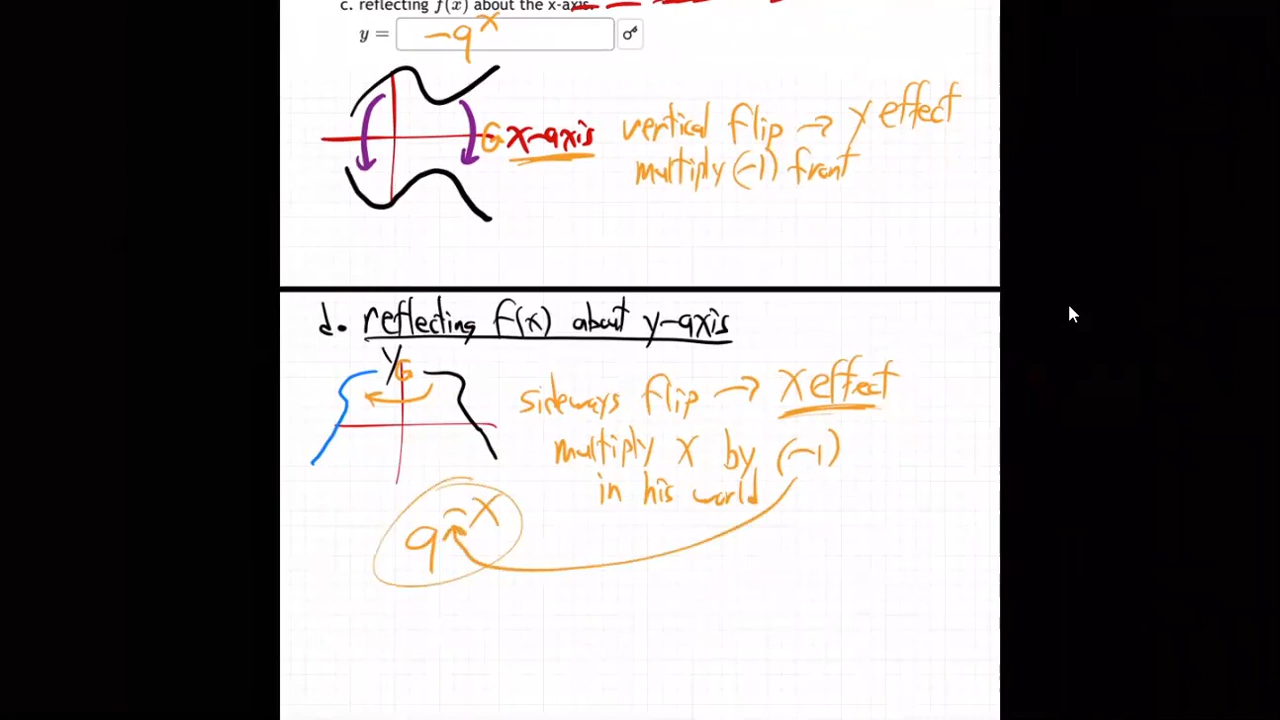 c. reflecting f(x) about the x-axis.
y = -9^x
x-axis
vertical flip → y effect
multiply (-1) front
d. reflecting f(x) about y-axis
y
sideways flip → x effect
multiply x by (-1)
in his world
9^-x